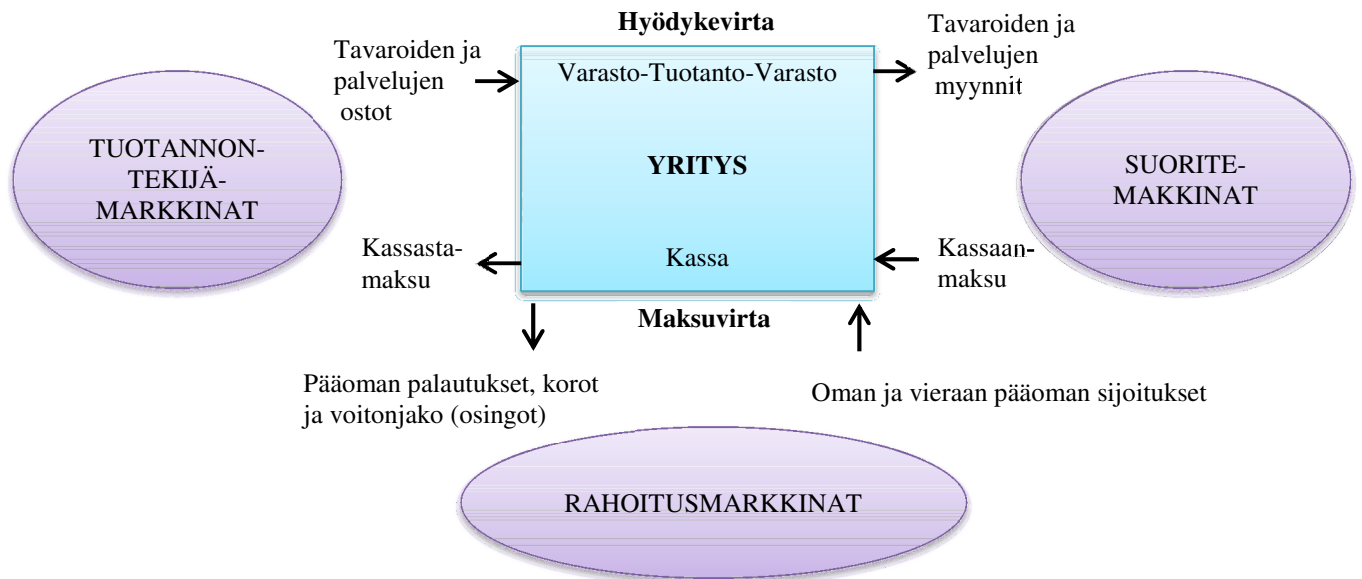 Hyödykevirta
Tavaroiden ja
palvelujen
ostot
Varasto-Tuotanto-Varasto
Tavaroiden ja
palvelujen
myynnit
TUOTANNON-
TEKIJÄ-
MARKKINAT
YRITYS
SUORITE-
MAKKINAT
Kassasta-
maksu
Kassa
Kassaan-
maksu
Maksuvirta
Pääoman palautukset, korot
ja voitonjako (osingot)
Oman ja vieraan pääoman sijoitukset
RAHOITUSMARKKINAT